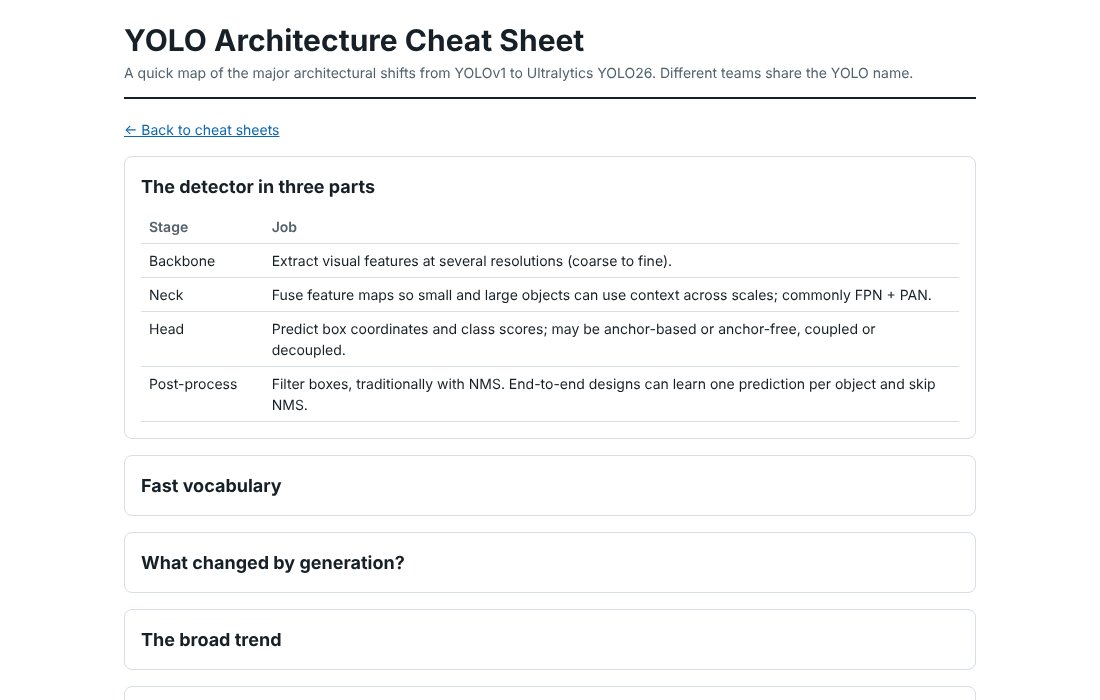 YOLO Architecture Cheat Sheet
A quick map of the major architectural shifts from YOLOv1 to Ultralytics YOLO26. Different teams share the YOLO name.
← Back to cheat sheets
The detector in three parts
Stage Job
Backbone Extract visual features at several resolutions (coarse to fine).
Neck Fuse feature maps so small and large objects can use context across scales; commonly FPN + PAN.
Head Predict box coordinates and class scores; may be anchor-based or anchor-free, coupled or
decoupled.
Post-process Filter boxes, traditionally with NMS. End-to-end designs can learn one prediction per object and skip
NMS.
Fast vocabulary
What changed by generation?
The broad trend